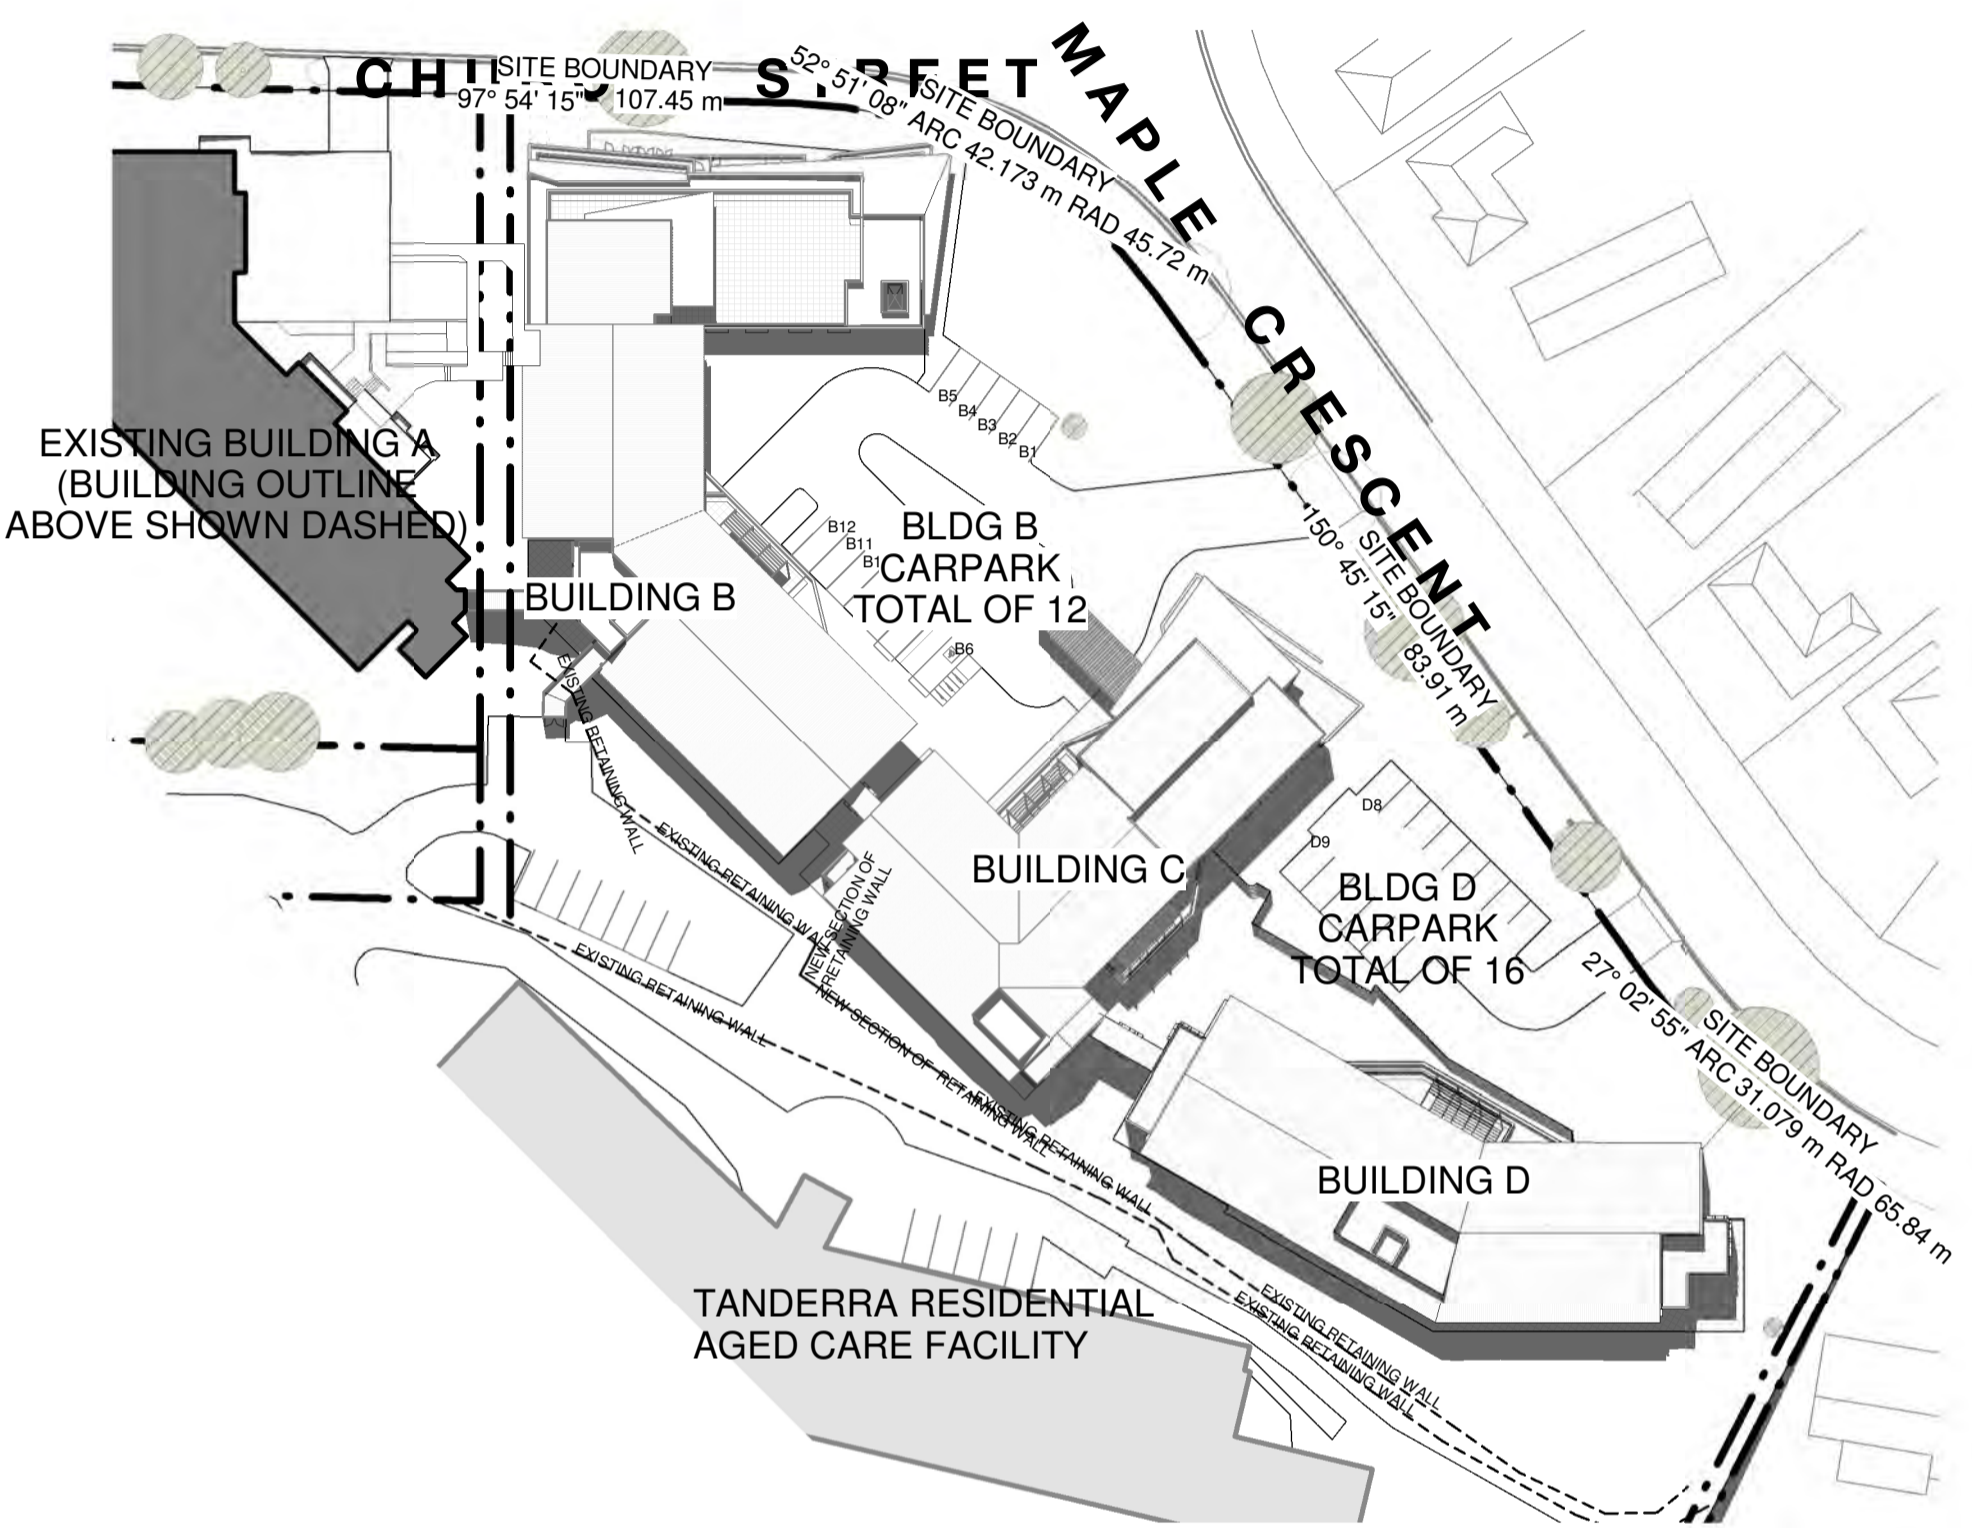 SITE BOUNDARY
97° 54' 15" 107.45 m
STREET
52° 51' 08" ARC 42.173 m RAD 45.72 m
SITE BOUNDARY
MAPLE CRESCENT
EXISTING BUILDING A
(BUILDING OUTLINE
ABOVE SHOWN DASHED)
B5
B4
B3
B2
B1
B12
B11
BLDG B
CARPARK
TOTAL OF 12
B6
BUILDING B
150° 45' 15" 83.91 m
SITE BOUNDARY
EXISTING RETAINING WALL
EXISTING RETAINING WALL
NEW SECTION OF
RETAINING WALL
BUILDING C
D8
D9
BLDG D
CARPARK
TOTAL OF 16
EXISTING RETAINING WALL
NEW SECTION OF RETAINING WALL
EXISTING RETAINING WALL
27° 02' 55" ARC 31.079 m RAD 65.84 m
SITE BOUNDARY
BUILDING D
TANDERRA RESIDENTIAL
AGED CARE FACILITY
EXISTING RETAINING WALL
EXISTING RETAINING WALL